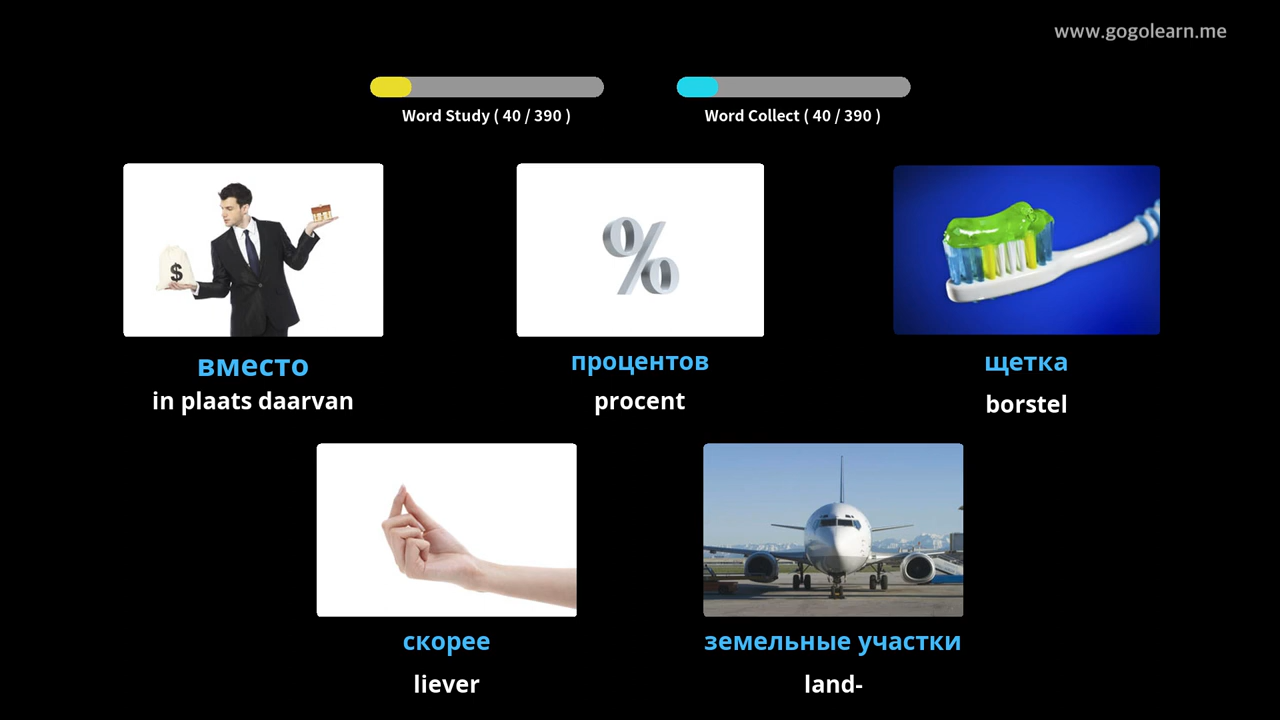 www.gogolearn.me
Word Study ( 40 / 390 )
Word Collect ( 40 / 390 )
$
%
вместо
in plaats daarvan
процентов
procent
щетка
borstel
скорее
liever
земельные участки
land-